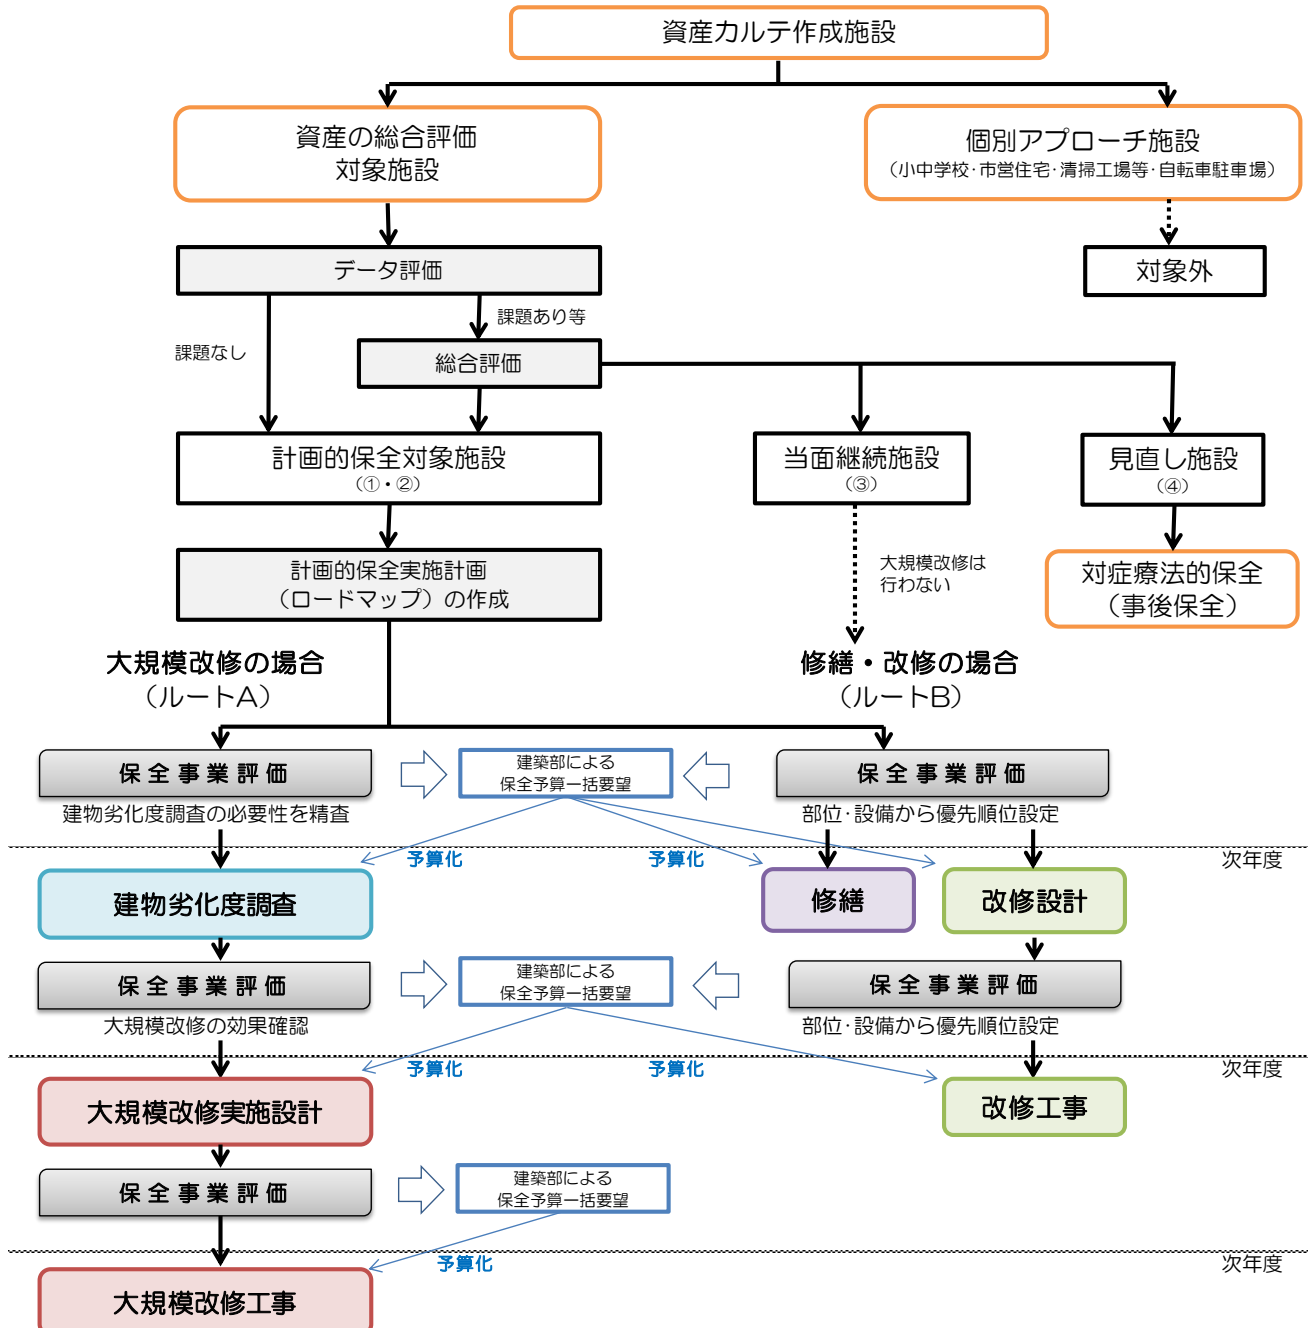 資産カルテ作成施設
資産の総合評価
対象施設
個別アプローチ施設
（小中学校・市営住宅・清掃工場等・自転車駐車場）
データ評価
対象外
課題あり等
課題なし
総合評価
計画的保全対象施設
（①・②）
当面継続施設
（③）
見直し施設
（④）
計画的保全実施計画
（ロードマップ）の作成
大規模改修は
行わない
対症療法的保全
（事後保全）
大規模改修の場合
（ルートA）
修繕・改修の場合
（ルートB）
保全事業評価
建築部による
保全予算一括要望
保全事業評価
建物劣化度調査の必要性を精査
部位・設備から優先順位設定
予算化
予算化
次年度
建物劣化度調査
修繕
改修設計
保全事業評価
建築部による
保全予算一括要望
保全事業評価
大規模改修の効果確認
部位・設備から優先順位設定
予算化
予算化
次年度
大規模改修実施設計
改修工事
保全事業評価
建築部による
保全予算一括要望
予算化
次年度
大規模改修工事